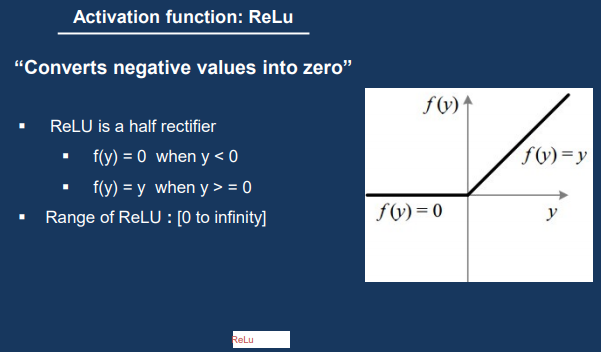 Activation function: ReLu
“Converts negative values into zero”
▪ ReLU is a half rectifier
▪ f(y) = 0 when y < 0
▪ f(y) = y when y > = 0
▪ Range of ReLU : [0 to infinity]
f(y)
f(y) = y
f(y) = 0
y
ReLu